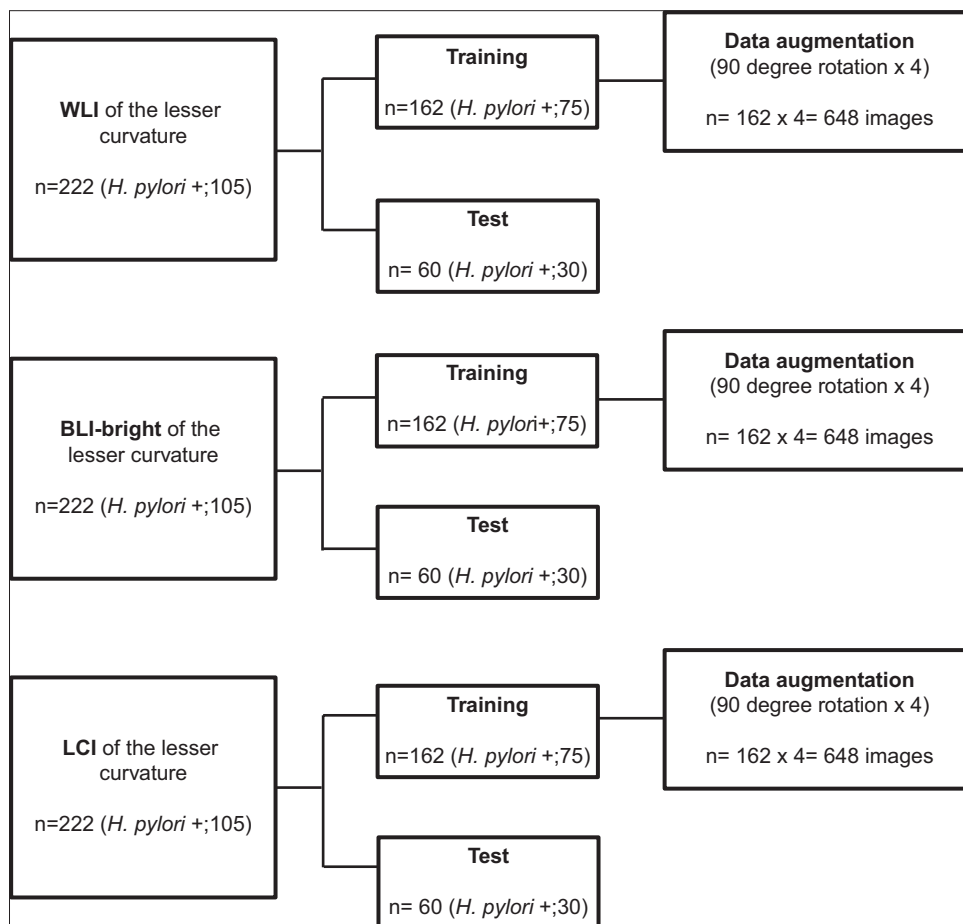 WLI of the lesser
curvature
n=222 (H. pylori +;105)
Training
n=162 (H. pylori +;75)
Data augmentation
(90 degree rotation x 4)
n= 162 x 4= 648 images
Test
n= 60 (H. pylori +;30)
BLI-bright of the
lesser curvature
n=222 (H. pylori +;105)
Training
n=162 (H. pylori+;75)
Data augmentation
(90 degree rotation x 4)
n= 162 x 4= 648 images
Test
n= 60 (H. pylori +;30)
LCI of the lesser
curvature
n=222 (H. pylori +;105)
Training
n=162 (H. pylori +;75)
Data augmentation
(90 degree rotation x 4)
n= 162 x 4= 648 images
Test
n= 60 (H. pylori +;30)